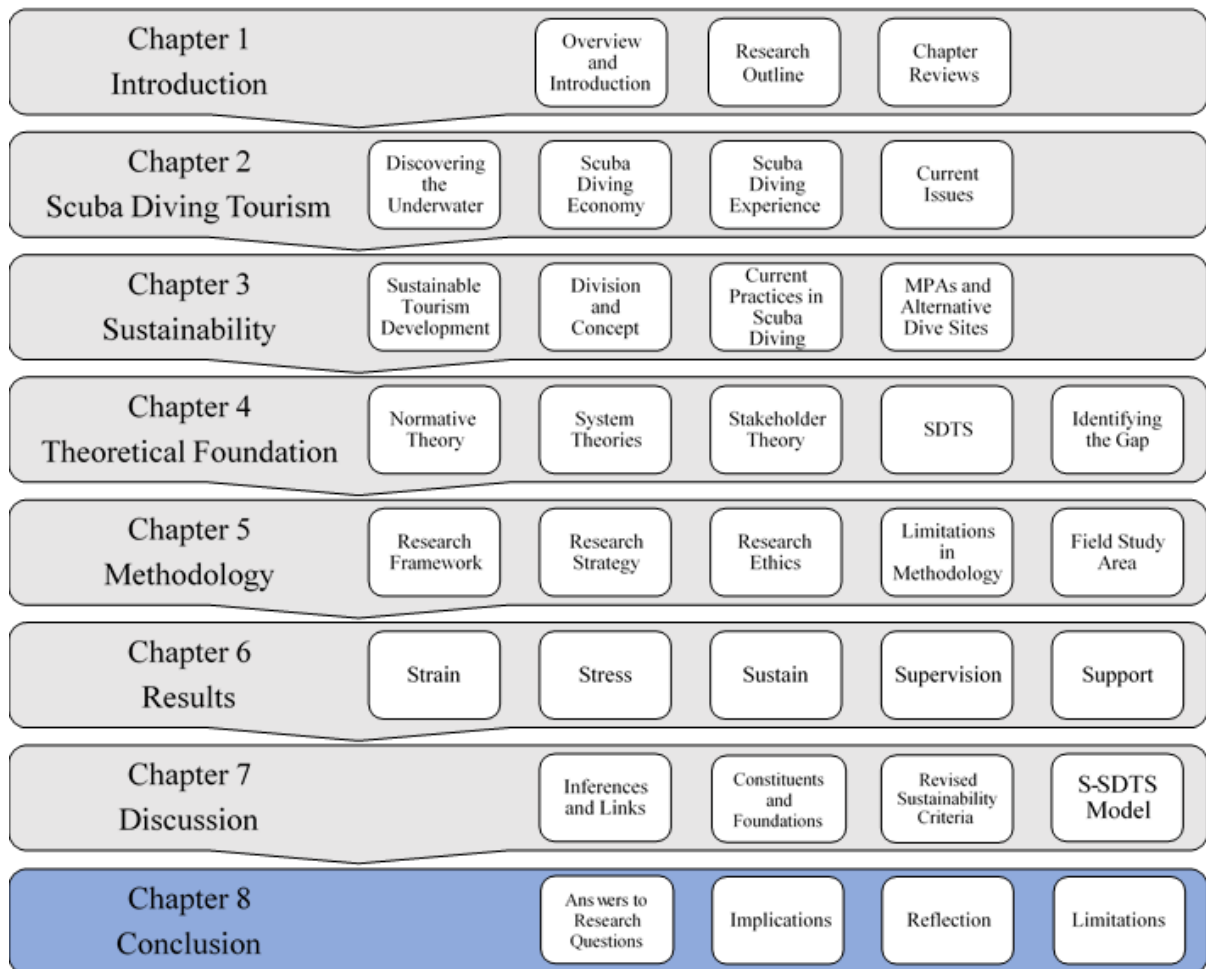 Chapter 1
Introduction
Overview
and
Introduction
Research
Outline
Chapter
Reviews
Chapter 2
Scuba Diving Tourism
Discovering
the
Underwater
Scuba
Diving
Economy
Scuba
Diving
Experience
Current
Issues
Chapter 3
Sustainability
Sustainable
Tourism
Development
Division
and
Concept
Current
Practices in
Scuba
Diving
MPAs and
Alternative
Dive Sites
Chapter 4
Theoretical Foundation
Normative
Theory
System
Theories
Stakeholder
Theory
SDTS
Identifying
the Gap
Chapter 5
Methodology
Research
Framework
Research
Strategy
Research
Ethics
Limitations
in
Methodology
Field Study
Area
Chapter 6
Results
Strain
Stress
Sustain
Supervision
Support
Chapter 7
Discussion
Inferences
and Links
Constituents
and
Foundations
Revised
Sustainability
Criteria
S-SDTS
Model
Chapter 8
Conclusion
Answers to
Research
Questions
Implications
Reflection
Limitations